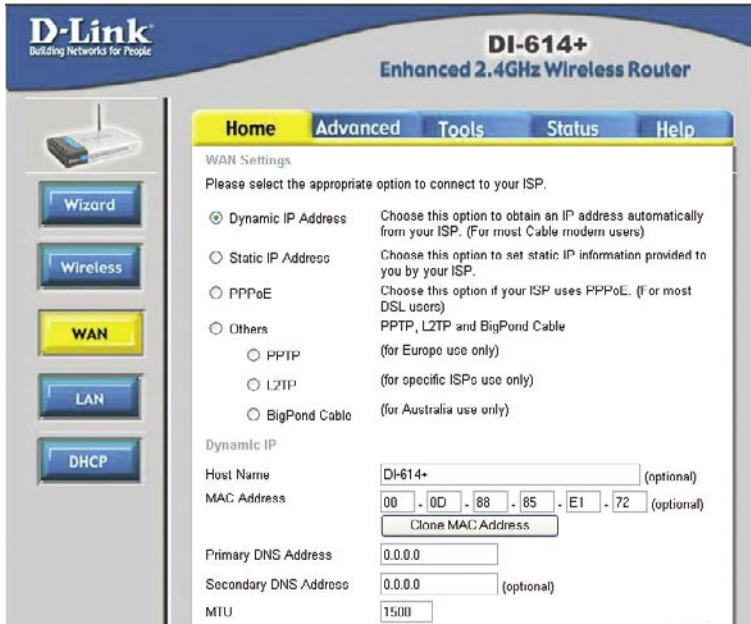 D-Link
Building Networks for People
DI-614+
Enhanced 2.4GHz Wireless Router
Home Advanced Tools Status Help
Wizard
Wireless
WAN
LAN
DHCP
WAN Settings
Please select the appropriate option to connect to your ISP.
Dynamic IP Address Choose this option to obtain an IP address automatically
from your ISP. (For most Cable modem users)
Static IP Address Choose this option to set static IP information provided to
you by your ISP.
PPPoE Choose this option if your ISP uses PPPoE. (For most
DSL users)
Others PPTP, L2TP and BigPond Cable
PPTP (for Europe use only)
L2TP (for specific ISPs use only)
BigPond Cable (for Australia use only)
Dynamic IP
Host Name DI-614+ (optional)
MAC Address 00 - 0D - 88 - 85 - E1 - 72 (optional)
Clone MAC Address
Primary DNS Address 0.0.0.0
Secondary DNS Address 0.0.0.0 (optional)
MTU 1500